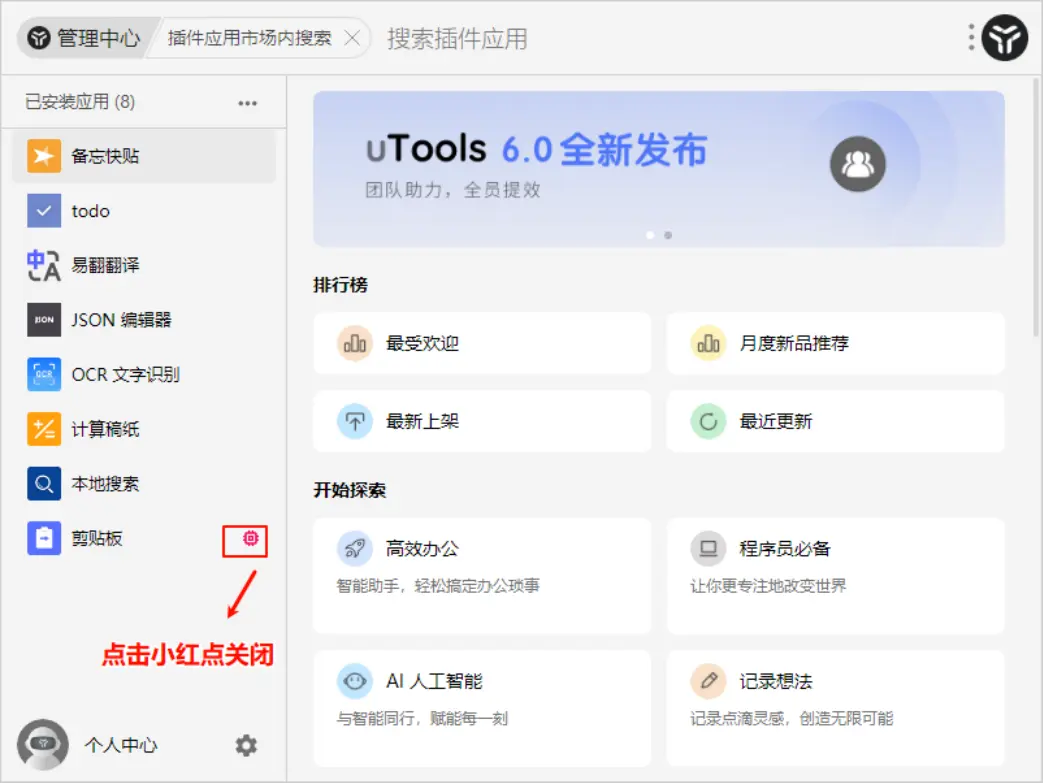 管理中心
插件应用市场内搜索
搜索插件应用
已安装应用 (8)
备忘快贴
todo
易翻翻译
JSON 编辑器
OCR 文字识别
计算稿纸
本地搜索
剪贴板
点击小红点关闭
个人中心
uTools 6.0 全新发布
团队助力，全员提效
排行榜
最受欢迎
月度新品推荐
最新上架
最近更新
开始探索
高效办公
智能助手，轻松搞定办公琐事
程序员必备
让你更专注地改变世界
AI 人工智能
与智能同行，赋能每一刻
记录想法
记录点滴灵感，创造无限可能